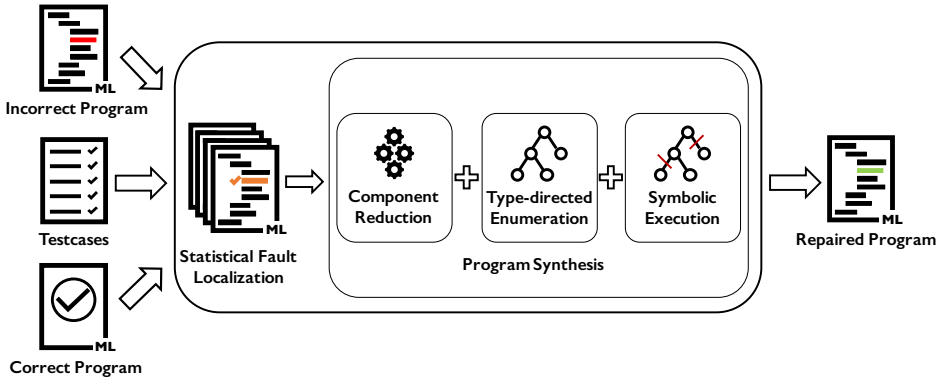 ML
Incorrect Program
Testcases
ML
Correct Program
ML
Statistical Fault
Localization
Component
Reduction
Type-directed
Enumeration
Symbolic
Execution
Program Synthesis
ML
Repaired Program